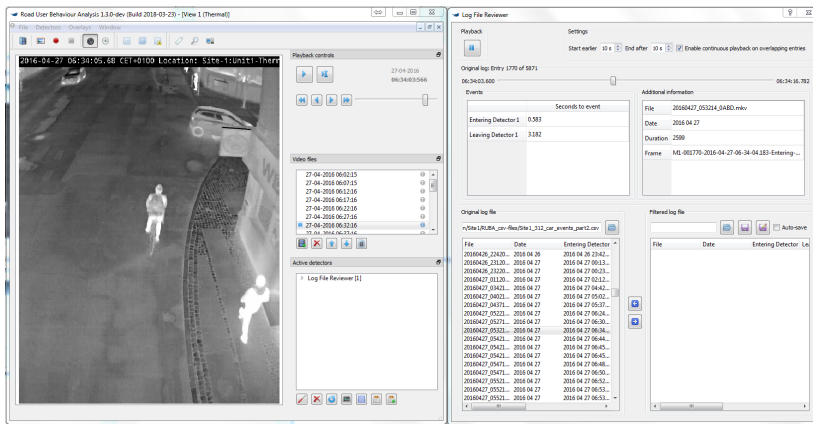 Road User Behaviour Analysis 1.3.0-dev (Build 2018-03-23) - [View 1 (Thermal)]
File Detectors Overlays Window
2016-04-27 06:34:05.68 CET+0100 Location: Site-1:Unit1-Therm
Playback controls
27-04-2016
06:34:03:566
Video files
27-04-2016 06:02:15
27-04-2016 06:07:15
27-04-2016 06:12:16
27-04-2016 06:17:16
27-04-2016 06:22:16
27-04-2016 06:27:16
27-04-2016 06:32:16
27-04-2016 06:37:16
Active detectors
Log File Reviewer [1]
Log File Reviewer
Playback
Settings
Start earlier 10 s End after 10 s Enable continuous playback on overlapping entries
Original log: Entry 1770 of 5871
06:34:03.600
06:34:16.782
Events
Seconds to event
Entering Detector 1 0.583
Leaving Detector 1 3.182
Additional information
File 20160427_053214_0ABD.mkv
Date 2016 04 27
Duration 2599
Frame M1-001770-2016-04-27-06-34-04.183-Entering-...
Original log file
n/Site1/RUBA_csv-files/Site1_312_car_events_part2.csv
File Date Entering Detector
20160426_22420... 2016 04 26 2016 04 26 23:42...
20160426_23120... 2016 04 27 2016 04 27 00:13...
20160426_23220... 2016 04 27 2016 04 27 00:23...
20160427_01120... 2016 04 27 2016 04 27 02:12...
20160427_03421... 2016 04 27 2016 04 27 04:42...
20160427_04021... 2016 04 27 2016 04 27 05:02...
20160427_04371... 2016 04 27 2016 04 27 05:37...
20160427_05221... 2016 04 27 2016 04 27 06:24...
20160427_05271... 2016 04 27 2016 04 27 06:30...
20160427_05321... 2016 04 27 2016 04 27 06:34...
20160427_05421... 2016 04 27 2016 04 27 06:44...
20160427_05421... 2016 04 27 2016 04 27 06:45...
20160427_05421... 2016 04 27 2016 04 27 06:45...
20160427_05471... 2016 04 27 2016 04 27 06:48...
20160427_05471... 2016 04 27 2016 04 27 06:50...
20160427_05521... 2016 04 27 2016 04 27 06:52...
20160427_05521... 2016 04 27 2016 04 27 06:53...
20160427_05521... 2016 04 27 2016 04 27 06:53...
Filtered log file
Auto-save
File Date Entering Detector Lea